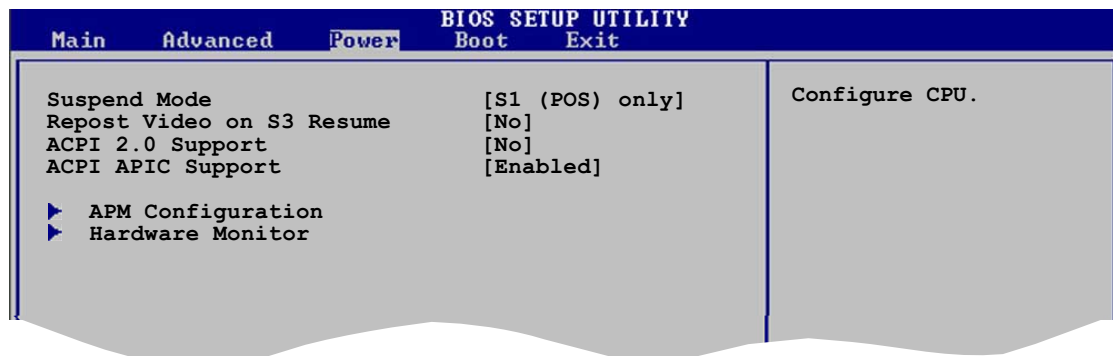 BIOS SETUP UTILITY
Main Advanced Power Boot Exit
Suspend Mode [S1 (POS) only]
Repost Video on S3 Resume [No]
ACPI 2.0 Support [No]
ACPI APIC Support [Enabled]
APM Configuration
Hardware Monitor
Configure CPU.